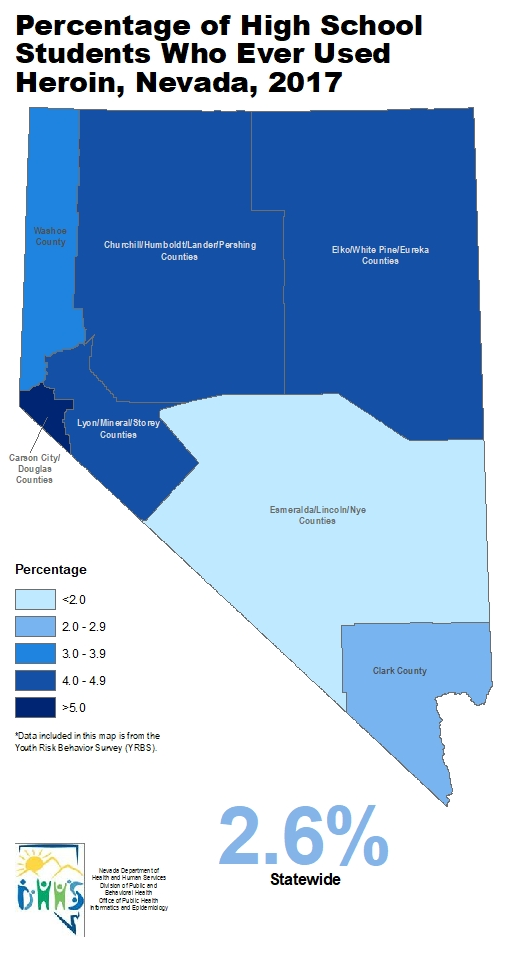 Percentage of High School
Students Who Ever Used
Heroin, Nevada, 2017
Washoe
County
Churchill/Humboldt/Lander/Pershing
Counties
Elko/White Pine/Eureka
Counties
Lyon/Mineral/Storey
Counties
Carson City/
Douglas
Counties
Esmeralda/Lincoln/Nye
Counties
Clark County
Percentage
<2.0
2.0 - 2.9
3.0 - 3.9
4.0 - 4.9
>5.0
*Data included in this map is from the
Youth Risk Behavior Survey (YRBS).
2.6%
Statewide
DHHS
Nevada Department of
Health and Human Services
Division of Public and
Behavioral Health
Office of Public Health
Informatics and Epidemiology